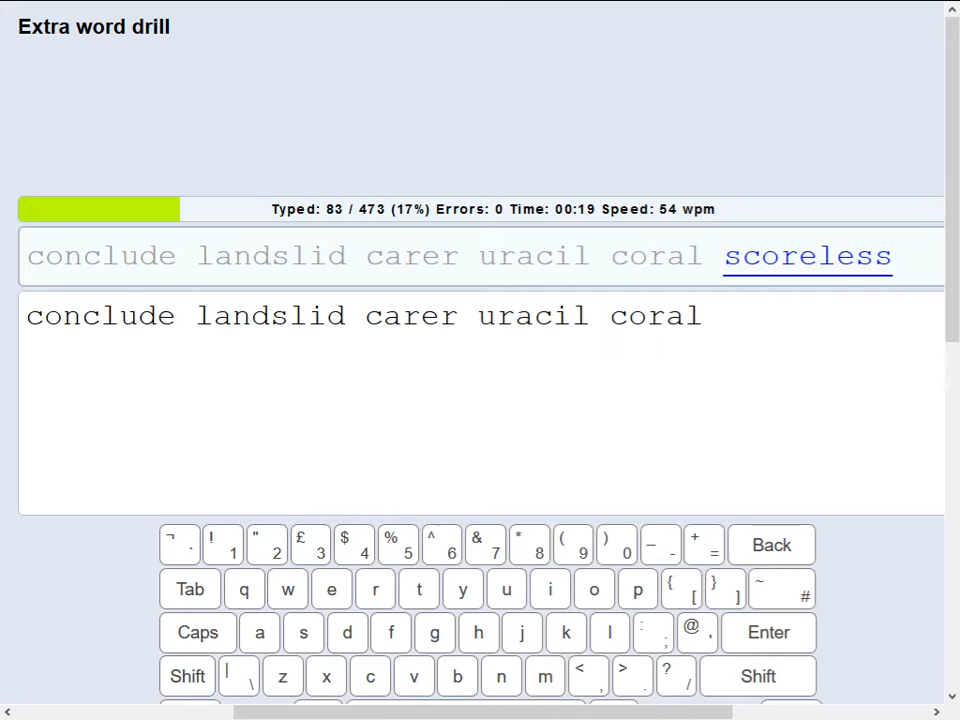 Extra word drill
Typed: 83 / 473 (17%) Errors: 0 Time: 00:19 Speed: 54 wpm
conclude landslid carer uracil coral scoreless
conclude landslid carer uracil coral
¬ ` ! 1 " 2 £ 3 $ 4 % 5 ^ 6 & 7 * 8 ( 9 ) 0 _ - + = Back
Tab q w e r t y u i o p { [ } ] ~ #
Caps a s d f g h j k l : ; @ , Enter
Shift | \ z x c v b n m < , > . ? / Shift